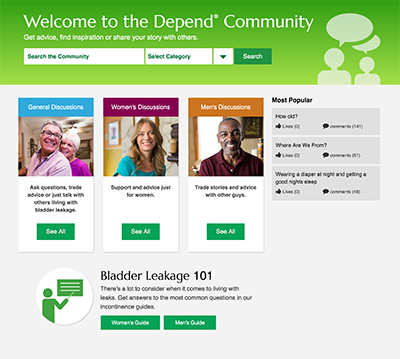 Welcome to the Depend® Community
Get advice, find inspiration or share your story with others.
Search the Community
Select Category
Search
General Discussions
Ask questions, trade
advice or just talk with
others living with
bladder leakage.
See All
Women's Discussions
Support and advice just
for women.
See All
Men's Discussions
Trade stories and advice
with other guys.
See All
Most Popular
How old?
Likes (0) comments (141)
Where Are We From?
Likes (0) comments (51)
Wearing a diaper at night and getting a
good nights sleep
Likes (0) comments (48)
Bladder Leakage 101
There's a lot to consider when it comes to living with
leaks. Get answers to the most common questions in our
incontinence guides.
Women's Guide
Men's Guide